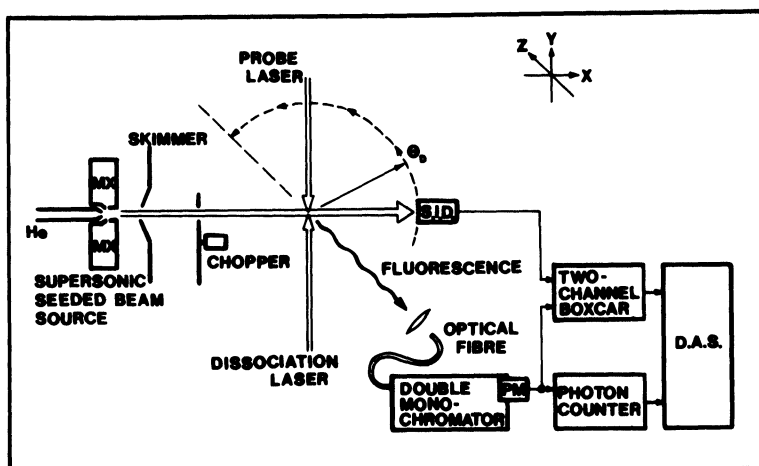 PROBE
LASER
Z
Y
X
SKIMMER
MX
He
MX
SUPERSONIC
SEEDED BEAM
SOURCE
CHOPPER
Θ_D
S.I.D.
FLUORESCENCE
DISSOCIATION
LASER
OPTICAL
FIBRE
DOUBLE
MONO-
CHROMATOR
PM
TWO-
CHANNEL
BOXCAR
PHOTON
COUNTER
D.A.S.